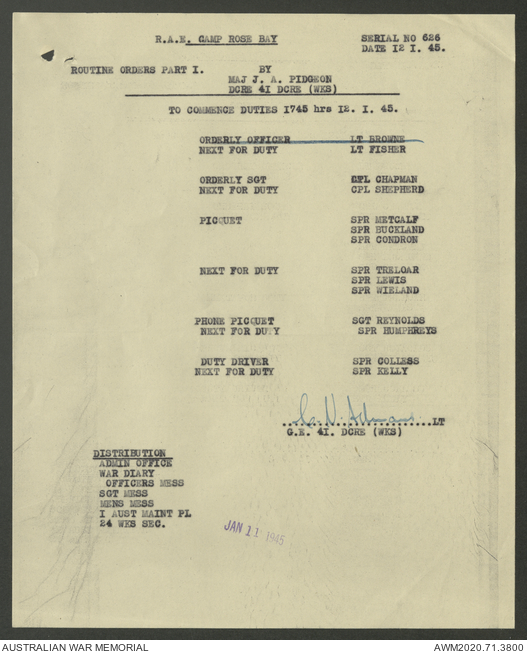 R.A.E. CAMP ROSE BAY
SERIAL NO 626
DATE I2 I. 45.
ROUTINE ORDERS PART I. BY
MAJ J. A. PIDGEON
DCRE 4I DCRE (WKS)
TO COMMENCE DUTIES I745 hrs I2. I. 45.
ORDERLY OFFICER LT BROWNE
NEXT FOR DUTY LT FISHER
ORDERLY SGT CPL CHAPMAN
NEXT FOR DUTY CPL SHEPHERD
PICQUET SPR METCALF
SPR BUCKLAND
SPR CONDRON
NEXT FOR DUTY SPR TRELOAR
SPR LEWIS
SPR WIELAND
PHONE PICQUET SGT REYNOLDS
NEXT FOR DUTY SPR HUMPHREYS
DUTY DRIVER SPR COLLESS
NEXT FOR DUTY SPR KELLY
LT
G.E. 4I. DCRE (WKS)
DISTRIBUTION
ADMIN OFFICE
WAR DIARY
OFFICERS MESS
SGT MESS
MENS MESS
I AUST MAINT PL
24 WKS SEC.
JAN 11 1945
AUSTRALIAN WAR MEMORIAL
AWM2020.71.3800